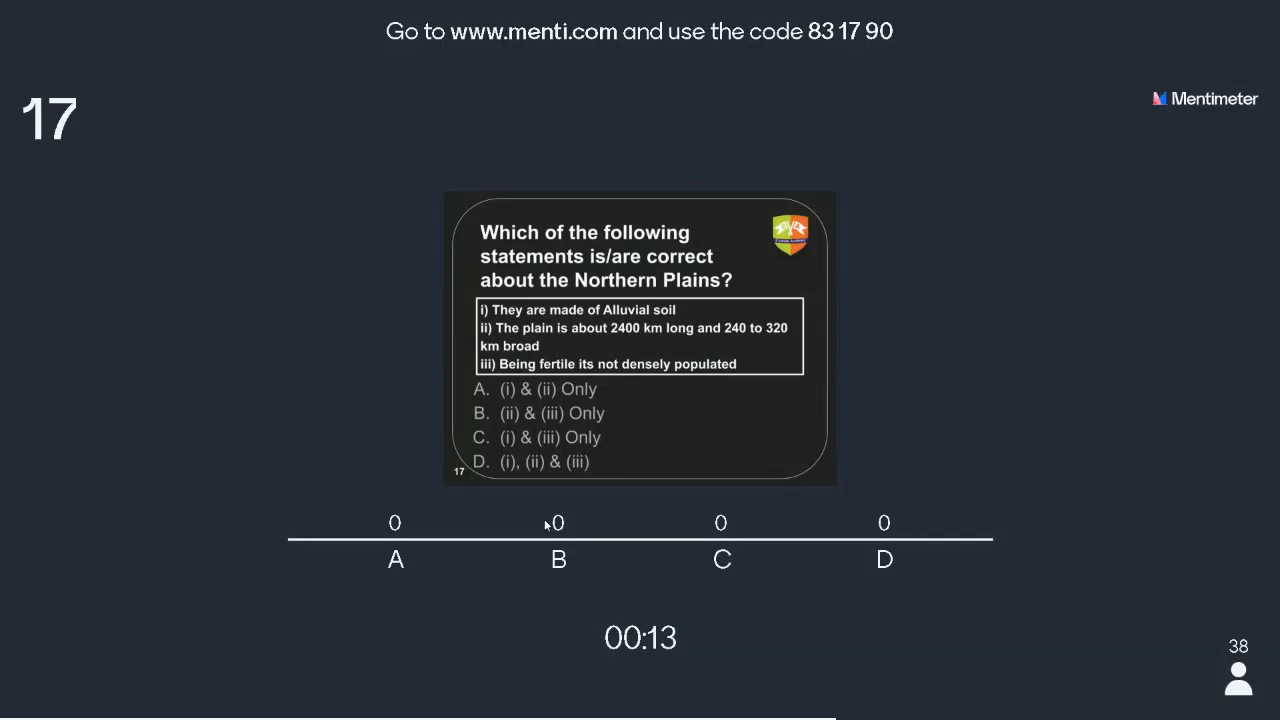 Go to www.menti.com and use the code 83 17 90
17
Mentimeter
Which of the following
statements is/are correct
about the Northern Plains?
i) They are made of Alluvial soil
ii) The plain is about 2400 km long and 240 to 320
km broad
iii) Being fertile its not densely populated
A. (i) & (ii) Only
B. (ii) & (iii) Only
C. (i) & (iii) Only
D. (i), (ii) & (iii)
17
0 0 0 0
A B C D
00:13
38